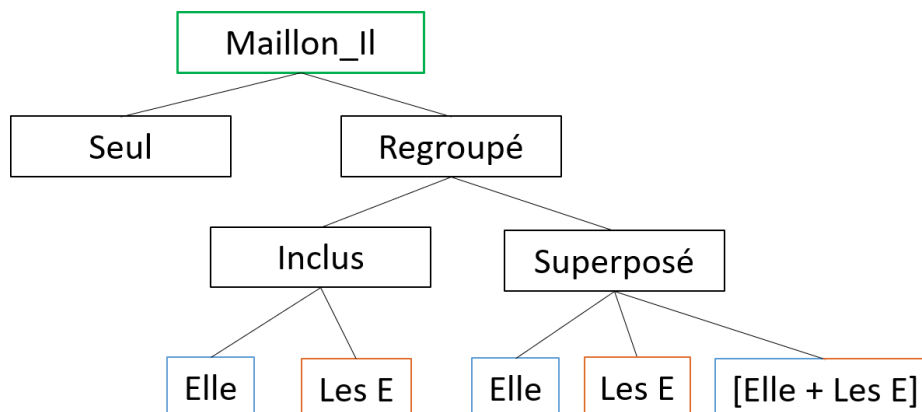 Maillon_Il
Seul
Regroupé
Inclus
Superposé
Elle
Les E
Elle
Les E
[Elle + Les E]